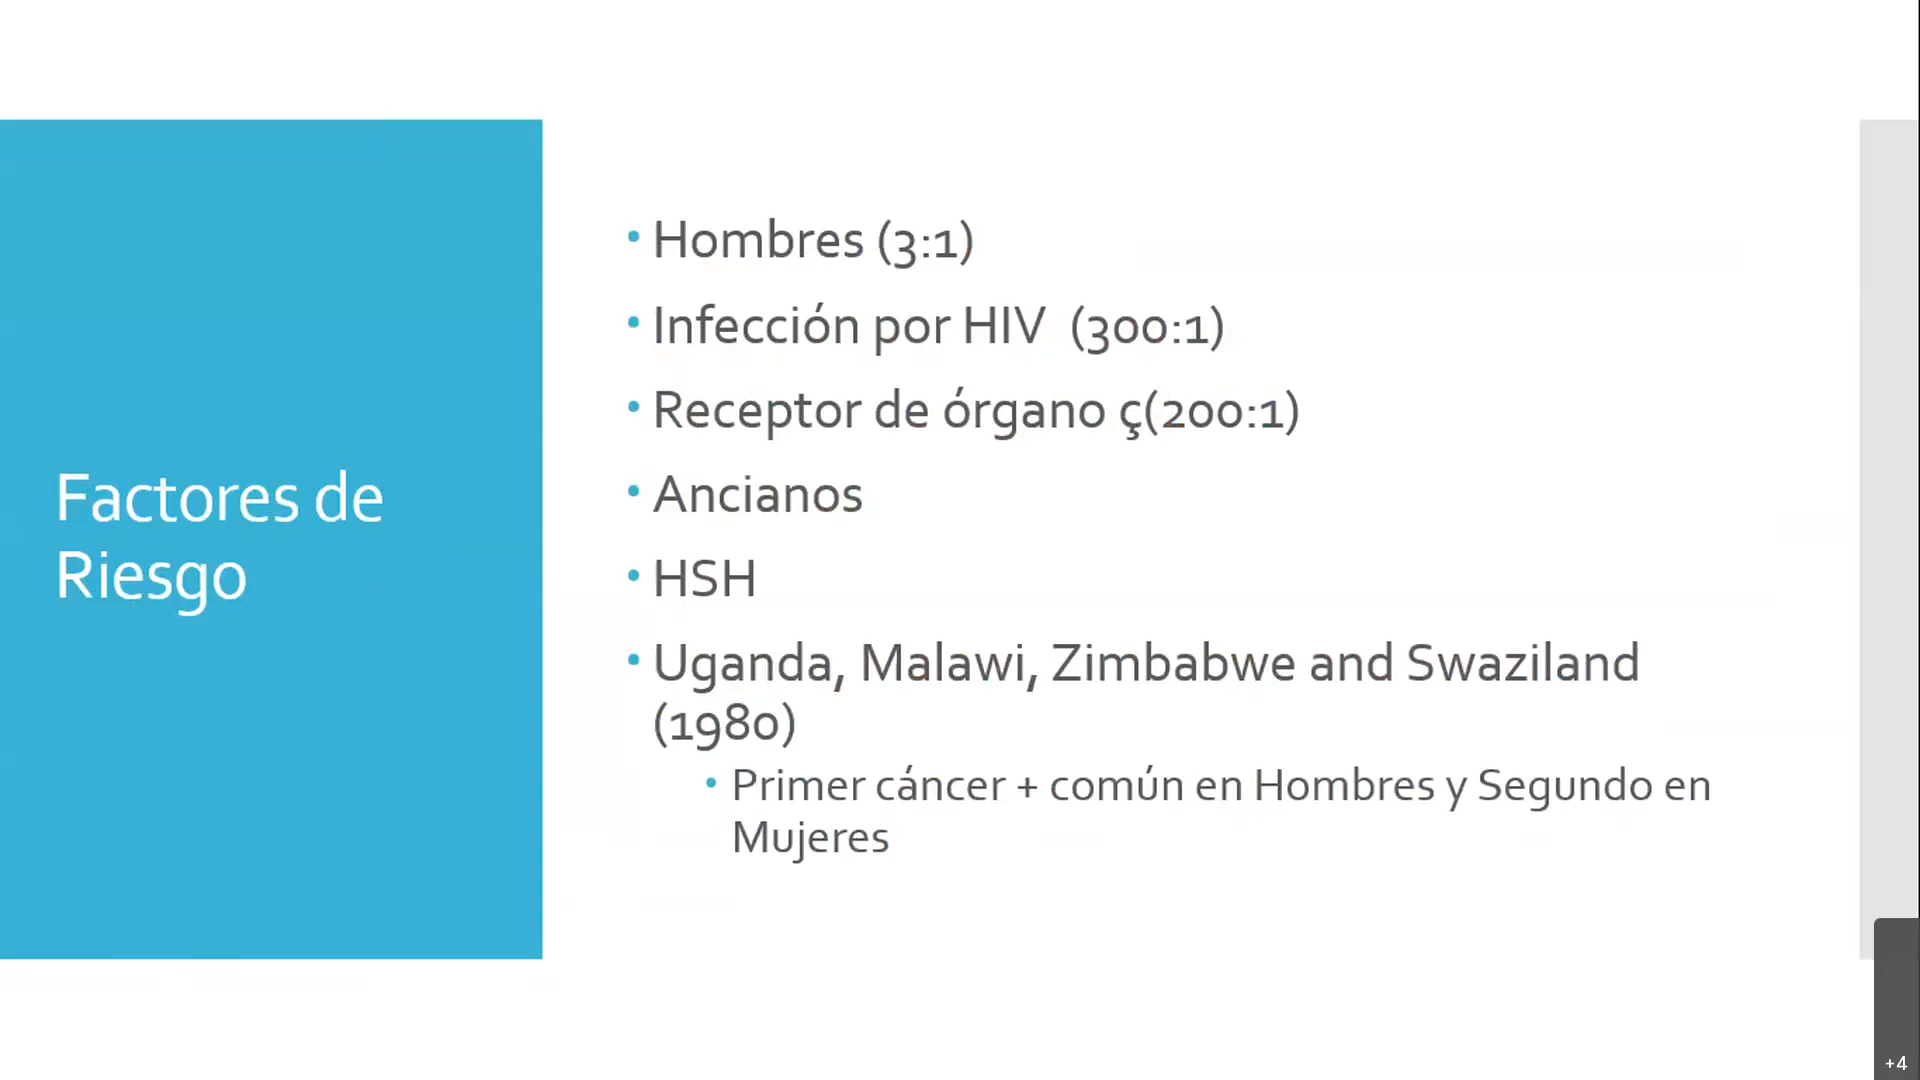 Factores de
Riesgo
• Hombres (3:1)
• Infección por HIV  (300:1)
• Receptor de órgano ç(200:1)
• Ancianos
• HSH
• Uganda, Malawi, Zimbabwe and Swaziland
(1980)
• Primer cáncer + común en Hombres y Segundo en
Mujeres
+4